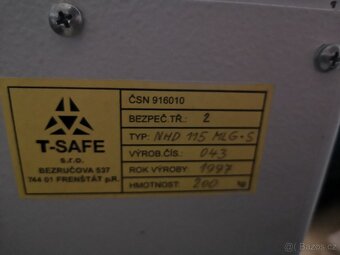 T-SAFE
s.r.o.
BEZRUČOVA 537
744 01 FRENŠTÁT p.R.
ČSN 916010
BEZPEČ.TŘ.: 2
TYP: NHD 115 MLG+S
VÝROB.ČÍS.: 043
ROK VÝROBY: 1997
HMOTNOST: 200 kg
Bazoš.cz